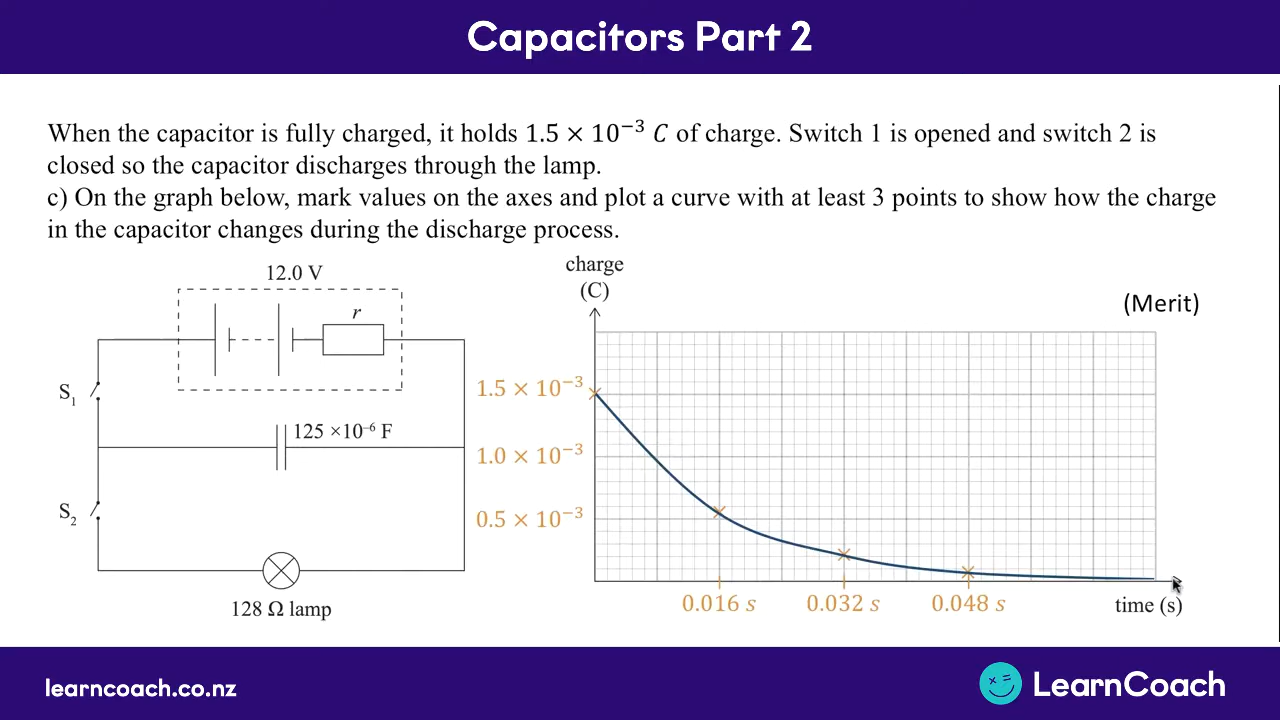 Capacitors Part 2
When the capacitor is fully charged, it holds 1.5 × 10⁻³ C of charge. Switch 1 is opened and switch 2 is
closed so the capacitor discharges through the lamp.
c) On the graph below, mark values on the axes and plot a curve with at least 3 points to show how the charge
in the capacitor changes during the discharge process.
12.0 V
r
S₁
125 ×10⁻⁶ F
S₂
128 Ω lamp
charge
(C)
(Merit)
1.5 × 10⁻³
1.0 × 10⁻³
0.5 × 10⁻³
0.016 s
0.032 s
0.048 s
time (s)
learncoach.co.nz
LearnCoach